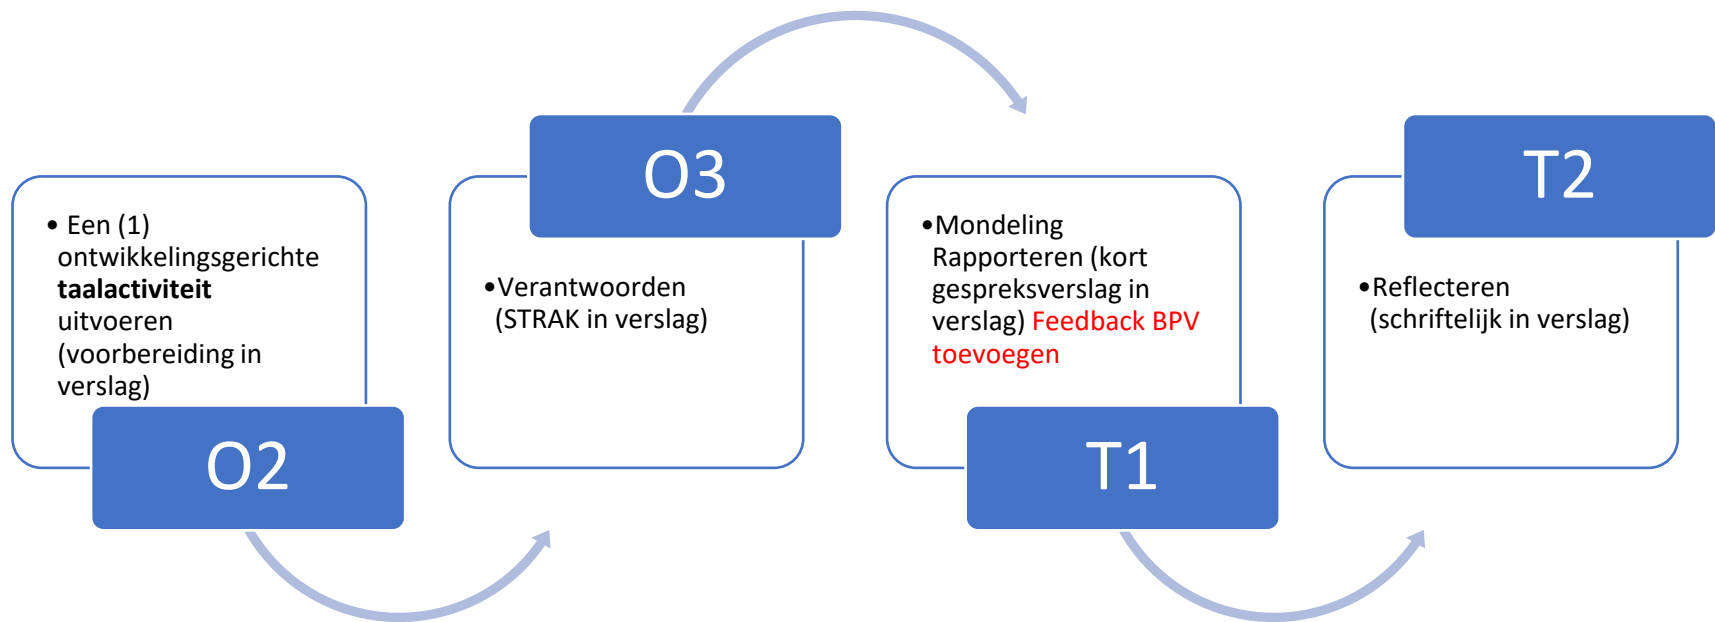 • Een (1)
ontwikkelingsgerichte
taalactiviteit
uitvoeren
(voorbereiding in
verslag)
O2
O3
•Verantwoorden
(STRAK in verslag)
•Mondeling
Rapporteren (kort
gespreksverslag in
verslag) Feedback BPV
toevoegen
T1
T2
•Reflecteren
(schriftelijk in verslag)